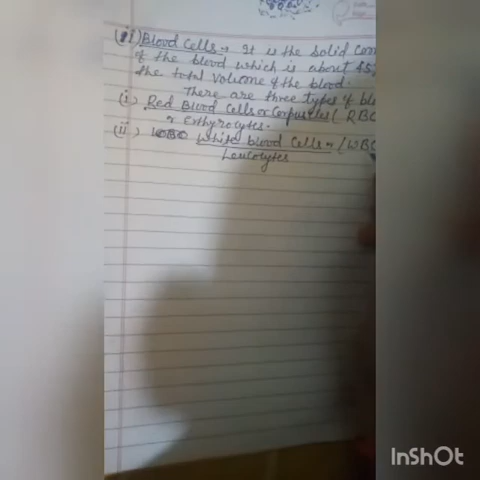 (ii) Blood Cells → It is the solid com
of the blood which is about 45
the total volume of the blood.
There are three types of blo
(i) Red Blood Cells or Corpuscles ( RBC
or Erthyrocytes.
(ii) White blood Cells → (WBC
Leucocytes
InShOt